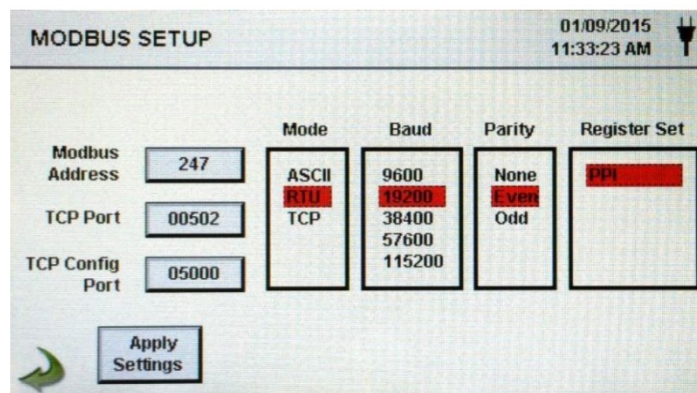 MODBUS SETUP
01/09/2015
11:33:23 AM
Mode
Baud
Parity
Register Set
Modbus
Address
247
TCP Port
00502
TCP Config
Port
05000
ASCII
RTU
TCP
9600
19200
38400
57600
115200
None
Even
Odd
PPI
Apply
Settings